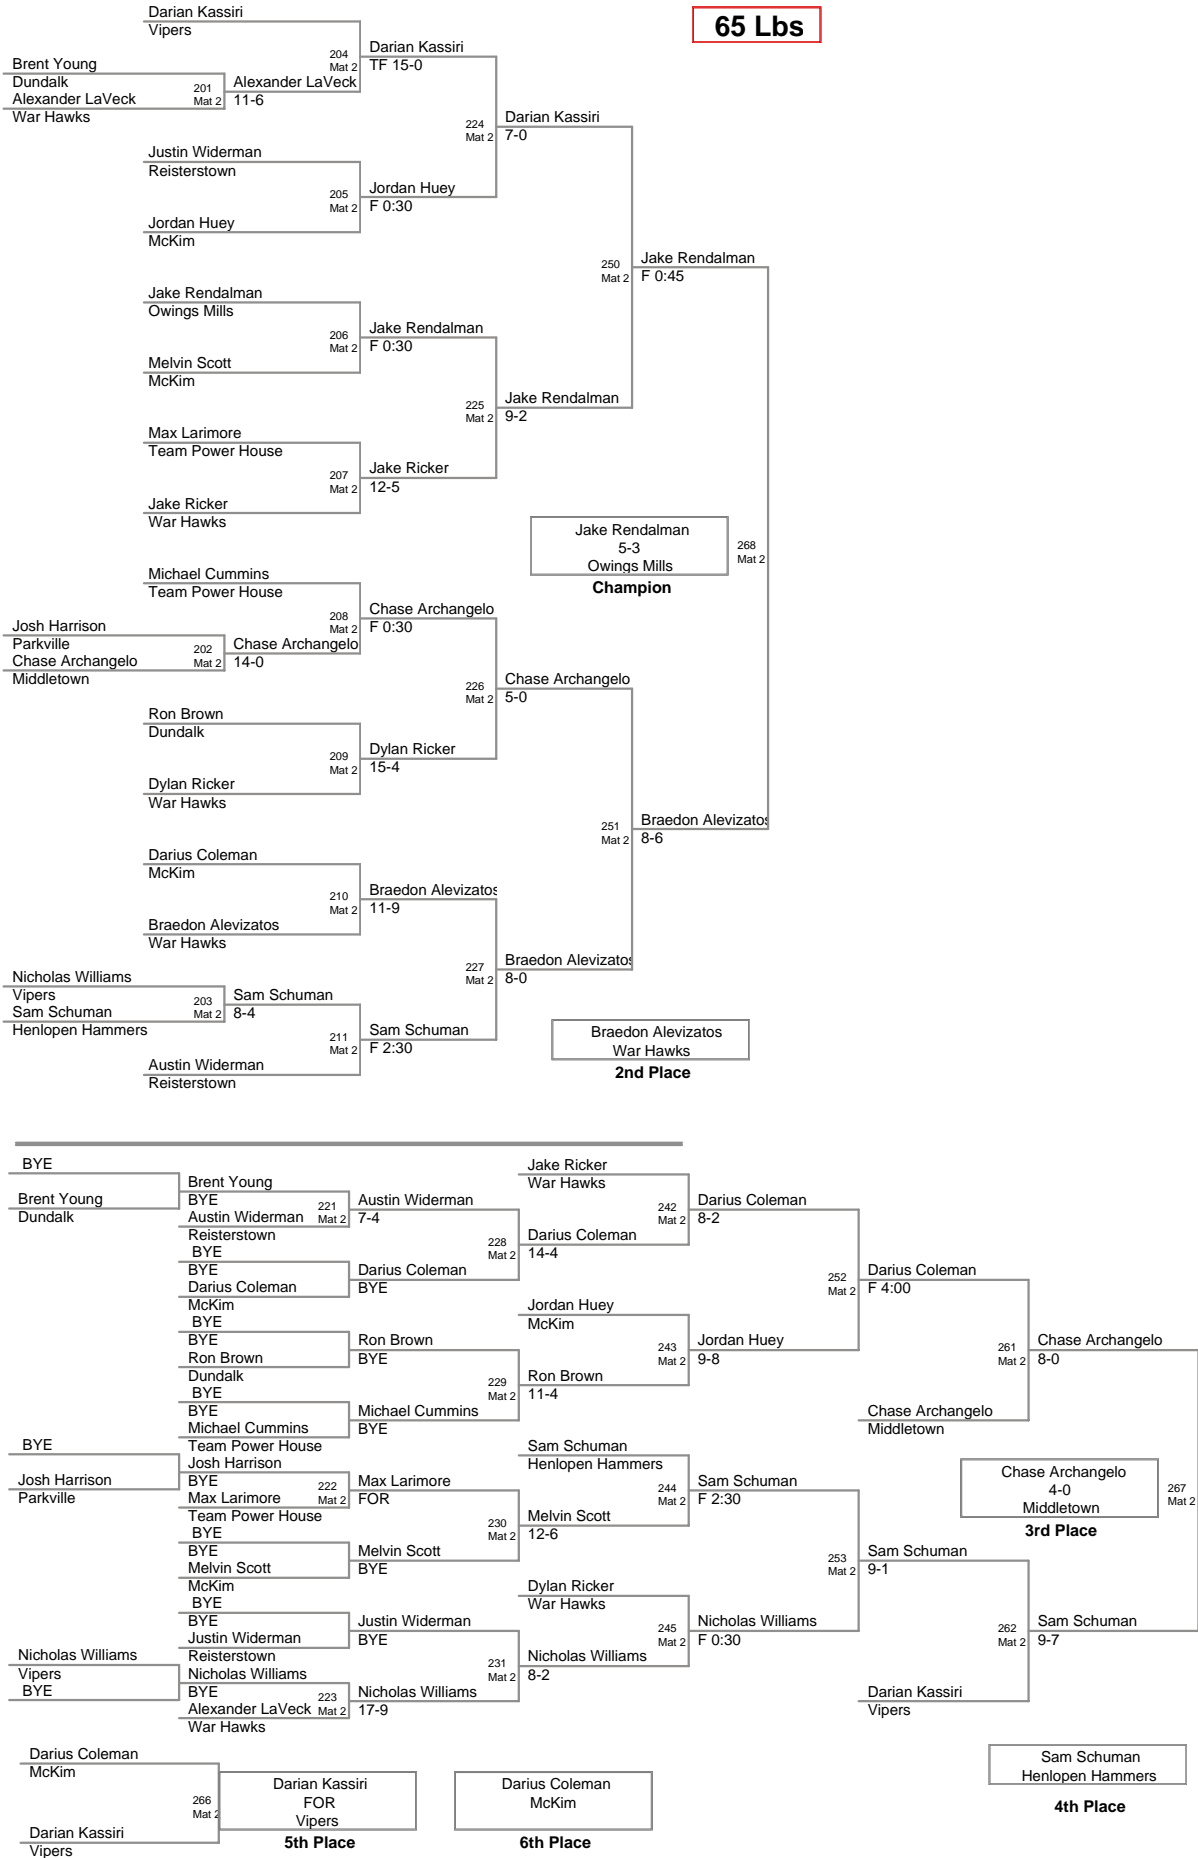 65 Lbs
Darian Kassiri
Vipers
204
Mat 2
Darian Kassiri
TF 15-0
Brent Young
Dundalk
201
Mat 2
Alexander LaVeck
11-6
Alexander LaVeck
War Hawks
224
Mat 2
Darian Kassiri
7-0
Justin Widerman
Reisterstown
205
Mat 2
Jordan Huey
F 0:30
Jordan Huey
McKim
250
Mat 2
Jake Rendalman
F 0:45
Jake Rendalman
Owings Mills
206
Mat 2
Jake Rendalman
F 0:30
Melvin Scott
McKim
225
Mat 2
Jake Rendalman
9-2
Max Larimore
Team Power House
207
Mat 2
Jake Ricker
12-5
Jake Ricker
War Hawks
Jake Rendalman
5-3
Owings Mills
Champion
268
Mat 2
Michael Cummins
Team Power House
208
Mat 2
Chase Archangelo
F 0:30
Josh Harrison
Parkville
202
Mat 2
Chase Archangelo
14-0
Chase Archangelo
Middletown
226
Mat 2
Chase Archangelo
5-0
Ron Brown
Dundalk
209
Mat 2
Dylan Ricker
15-4
Dylan Ricker
War Hawks
251
Mat 2
Braedon Alevizatos
8-6
Darius Coleman
McKim
210
Mat 2
Braedon Alevizatos
11-9
Braedon Alevizatos
War Hawks
227
Mat 2
Braedon Alevizatos
8-0
Nicholas Williams
Vipers
203
Mat 2
Sam Schuman
8-4
Sam Schuman
Henlopen Hammers
211
Mat 2
Sam Schuman
F 2:30
Austin Widerman
Reisterstown
Braedon Alevizatos
War Hawks
2nd Place
BYE
Brent Young
Dundalk
Brent Young
BYE
221
Mat 2
Austin Widerman
7-4
Austin Widerman
Reisterstown
BYE
BYE
Darius Coleman
BYE
Darius Coleman
McKim
228
Mat 2
Darius Coleman
14-4
Jake Ricker
War Hawks
242
Mat 2
Darius Coleman
8-2
BYE
BYE
Ron Brown
BYE
Ron Brown
Dundalk
BYE
BYE
Michael Cummins
BYE
Michael Cummins
Team Power House
229
Mat 2
Ron Brown
11-4
Jordan Huey
McKim
243
Mat 2
Jordan Huey
9-8
252
Mat 2
Darius Coleman
F 4:00
Chase Archangelo
Middletown
261
Mat 2
Chase Archangelo
8-0
BYE
Josh Harrison
Parkville
Josh Harrison
BYE
222
Mat 2
Max Larimore
FOR
Max Larimore
Team Power House
BYE
BYE
Melvin Scott
BYE
Melvin Scott
McKim
230
Mat 2
Melvin Scott
12-6
Sam Schuman
Henlopen Hammers
244
Mat 2
Sam Schuman
F 2:30
Chase Archangelo
4-0
Middletown
3rd Place
267
Mat 2
BYE
BYE
Justin Widerman
BYE
Justin Widerman
Reisterstown
Nicholas Williams
Vipers
BYE
Nicholas Williams
BYE
223
Mat 2
Nicholas Williams
17-9
Alexander LaVeck
War Hawks
231
Mat 2
Nicholas Williams
8-2
Dylan Ricker
War Hawks
245
Mat 2
Nicholas Williams
F 0:30
253
Mat 2
Sam Schuman
9-1
Darian Kassiri
Vipers
262
Mat 2
Sam Schuman
9-7
Darius Coleman
McKim
266
Mat 2
Darian Kassiri
Vipers
Darian Kassiri
FOR
Vipers
5th Place
Darius Coleman
McKim
6th Place
Sam Schuman
Henlopen Hammers
4th Place